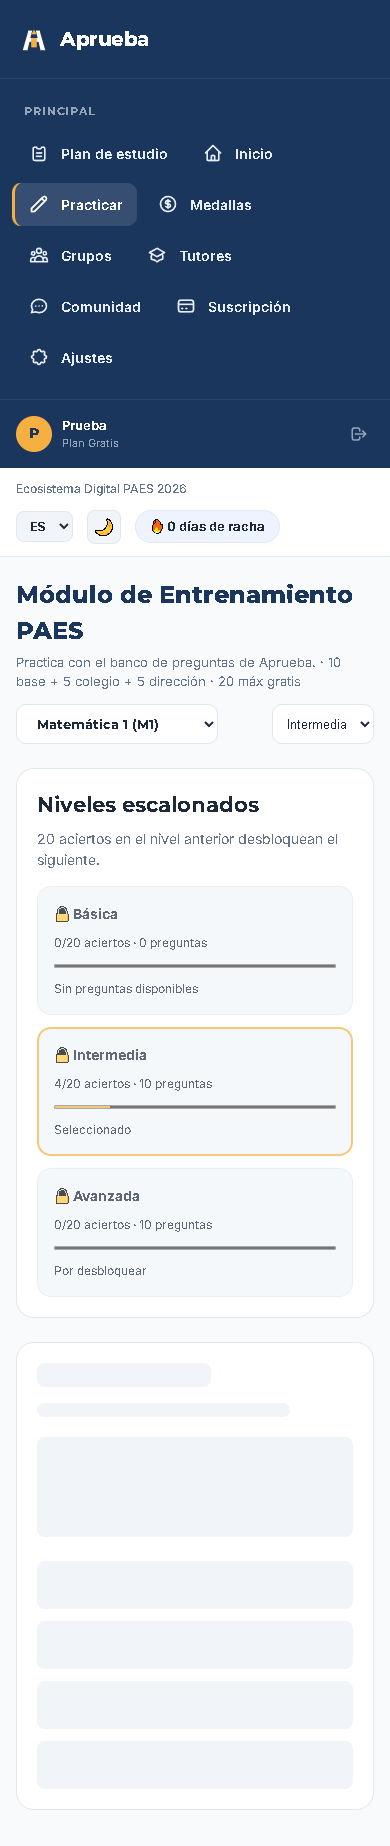 Aprueba
PRINCIPAL
Plan de estudio
Inicio
Practicar
Medallas
Grupos
Tutores
Comunidad
Suscripción
Ajustes
P
Prueba
Plan Gratis
Ecosistema Digital PAES 2026
ES
0 días de racha
Módulo de Entrenamiento
PAES
Practica con el banco de preguntas de Aprueba. · 10
base + 5 colegio + 5 dirección · 20 máx gratis
Matemática 1 (M1)
Intermedia
Niveles escalonados
20 aciertos en el nivel anterior desbloquean el
siguiente.
Básica
0/20 aciertos · 0 preguntas
Sin preguntas disponibles
Intermedia
4/20 aciertos · 10 preguntas
Seleccionado
Avanzada
0/20 aciertos · 10 preguntas
Por desbloquear